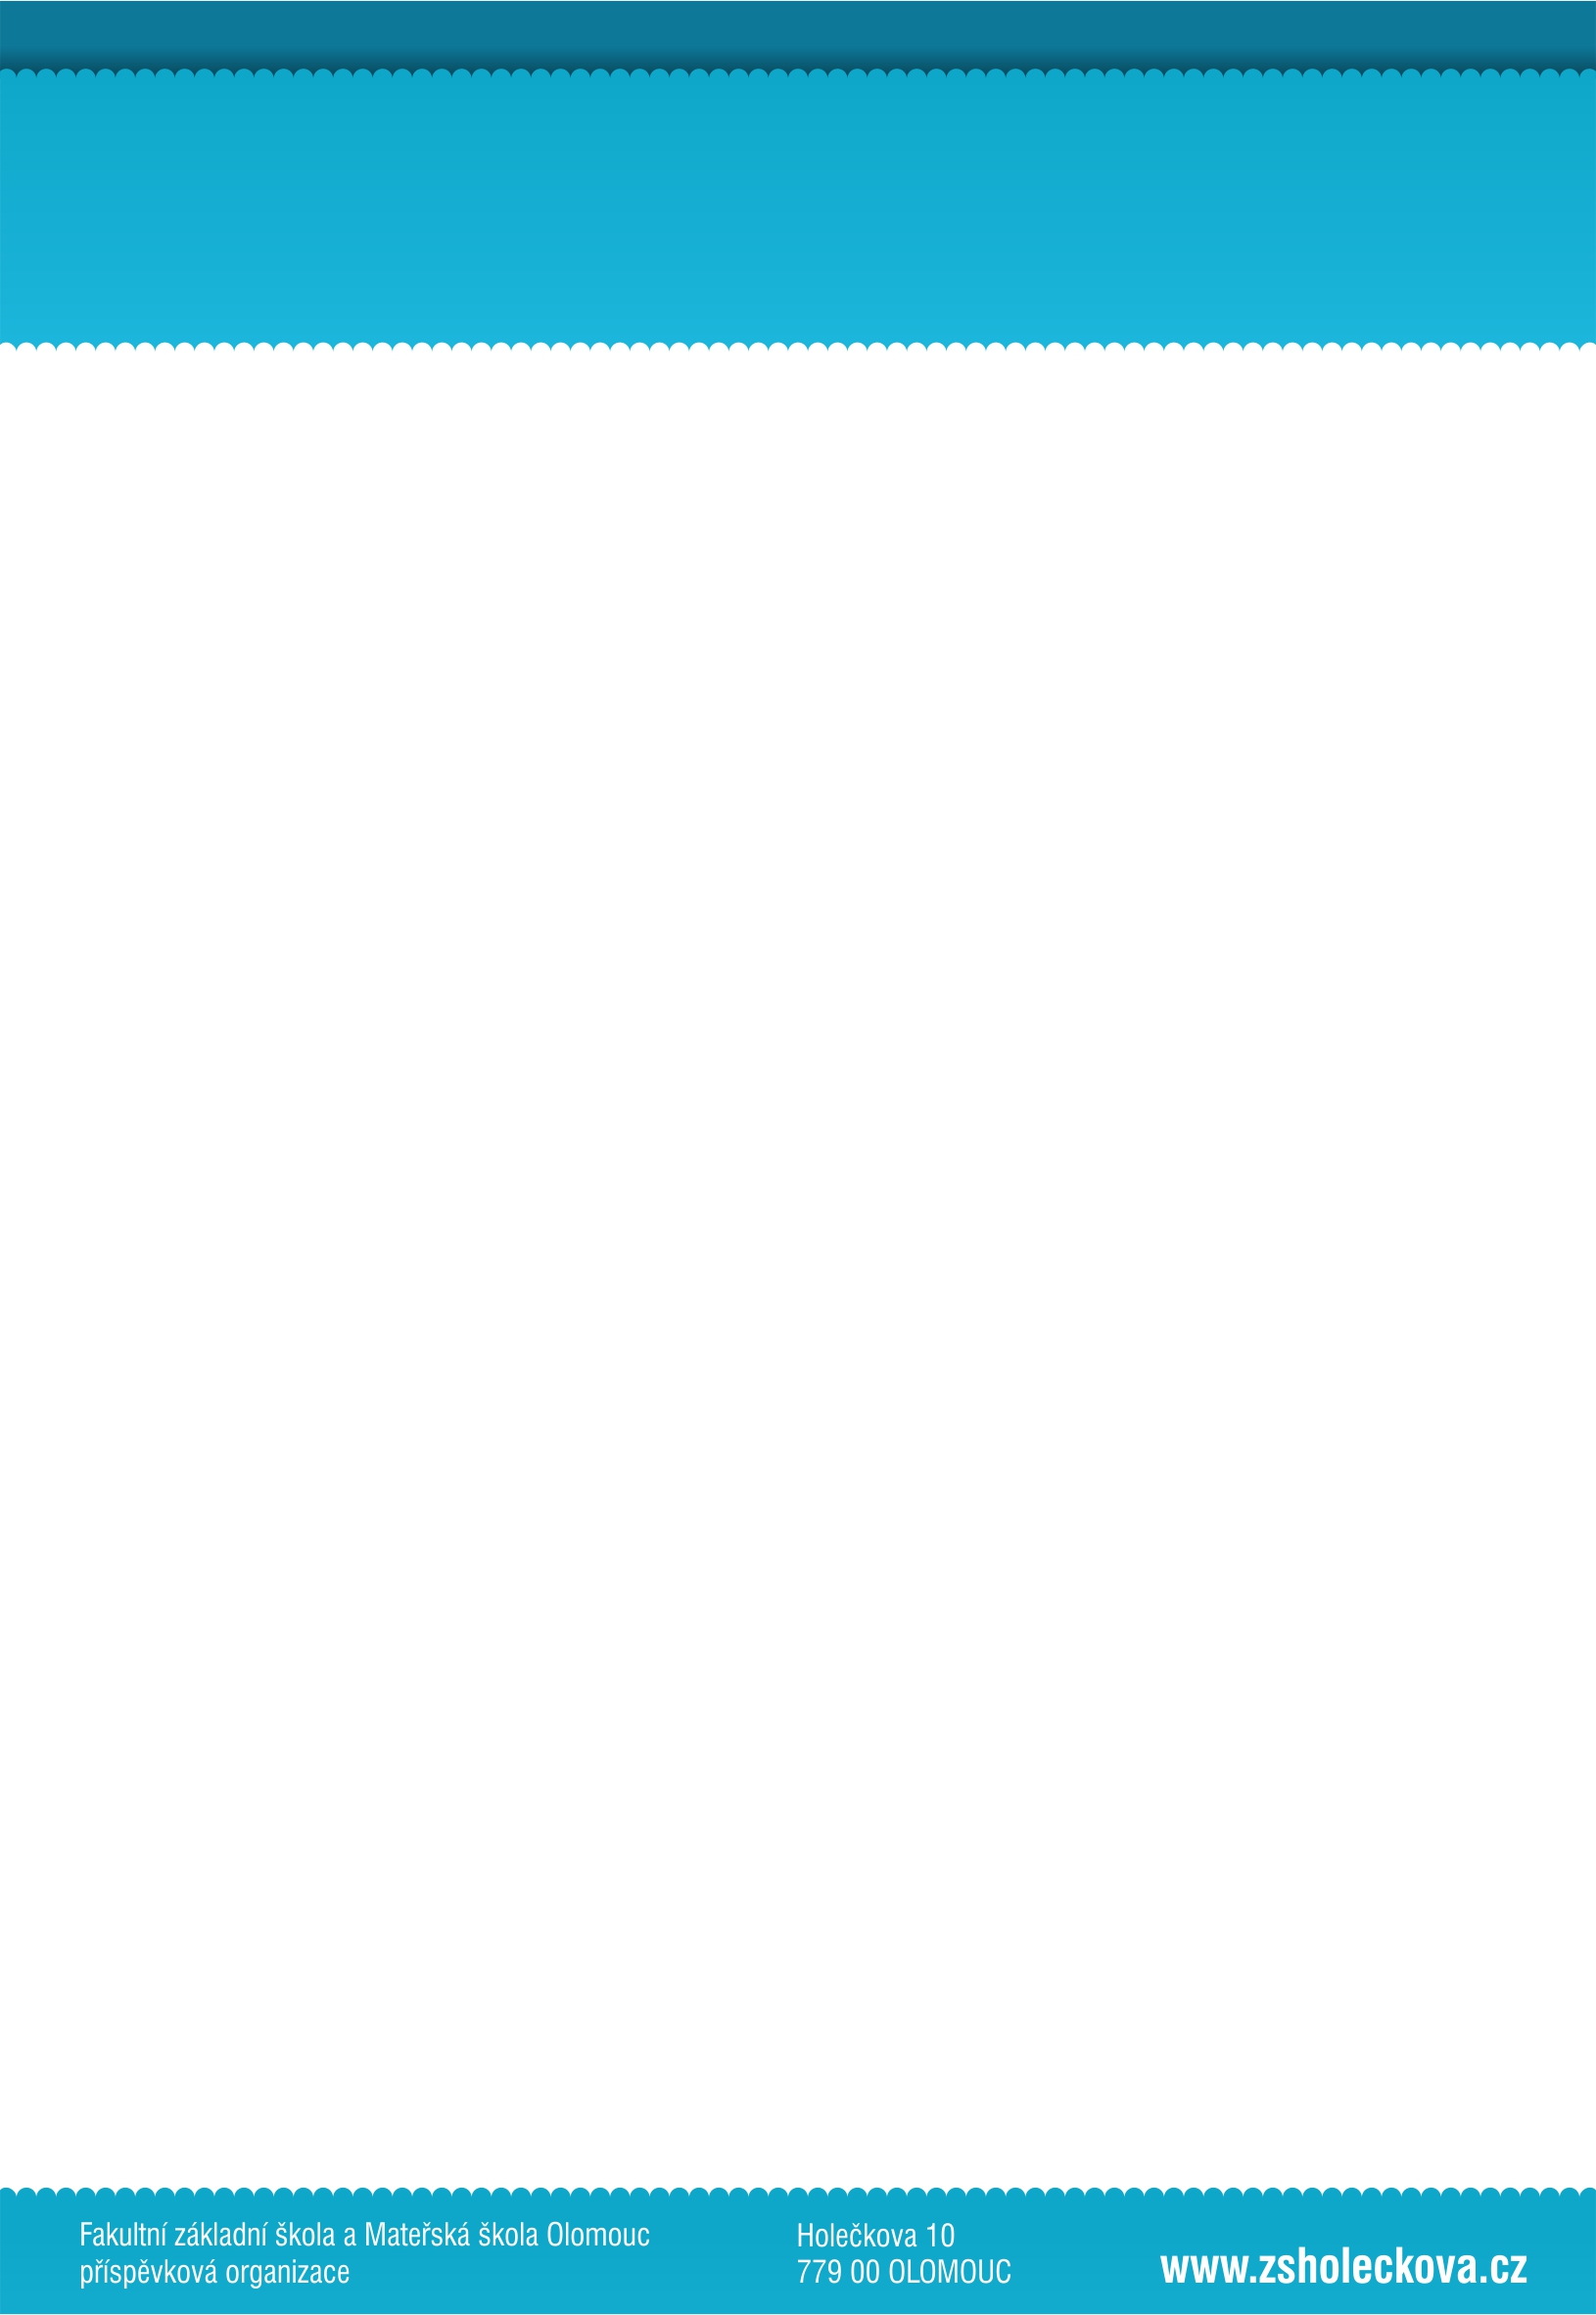 Fakultní základní škola a Mateřská škola Olomouc
příspěvková organizace
Holečkova 10
779 00 OLOMOUC
www.zsholeckova.cz